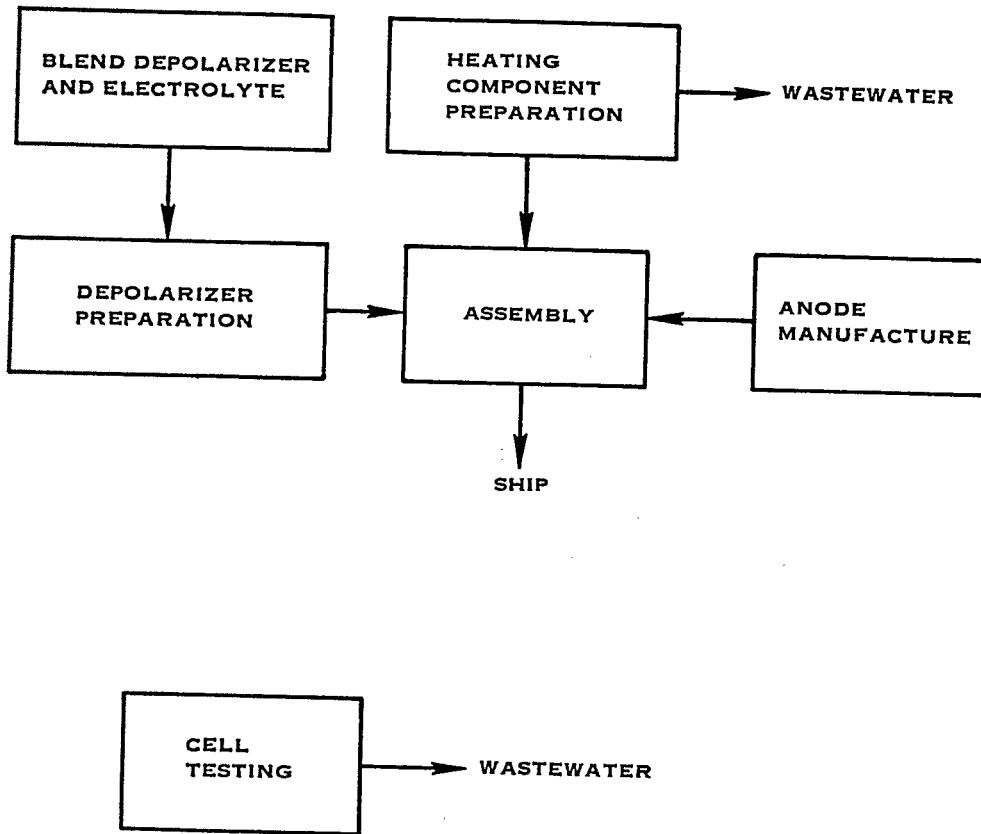 BLEND DEPOLARIZER
AND ELECTROLYTE
HEATING
COMPONENT
PREPARATION
WASTEWATER
DEPOLARIZER
PREPARATION
ASSEMBLY
ANODE
MANUFACTURE
SHIP
CELL
TESTING
WASTEWATER